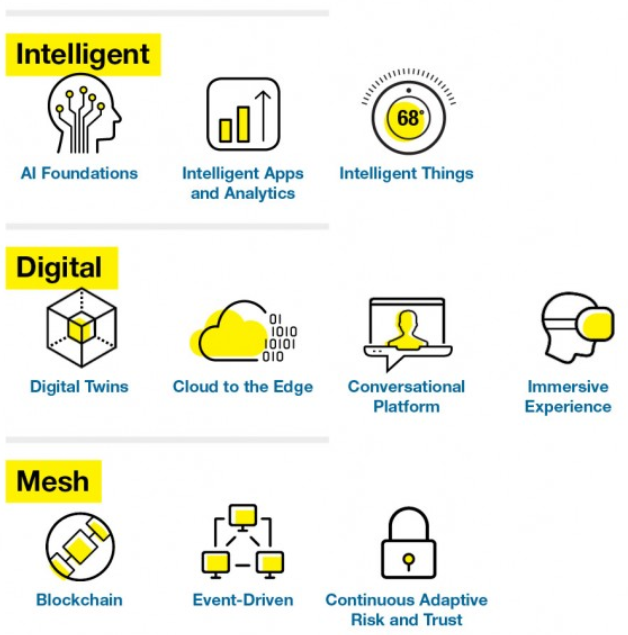 Intelligent
68°
AI Foundations
Intelligent Apps
and Analytics
Intelligent Things
Digital
01
1010
10101
010
Digital Twins
Cloud to the Edge
Conversational
Platform
Immersive
Experience
Mesh
Blockchain
Event-Driven
Continuous Adaptive
Risk and Trust